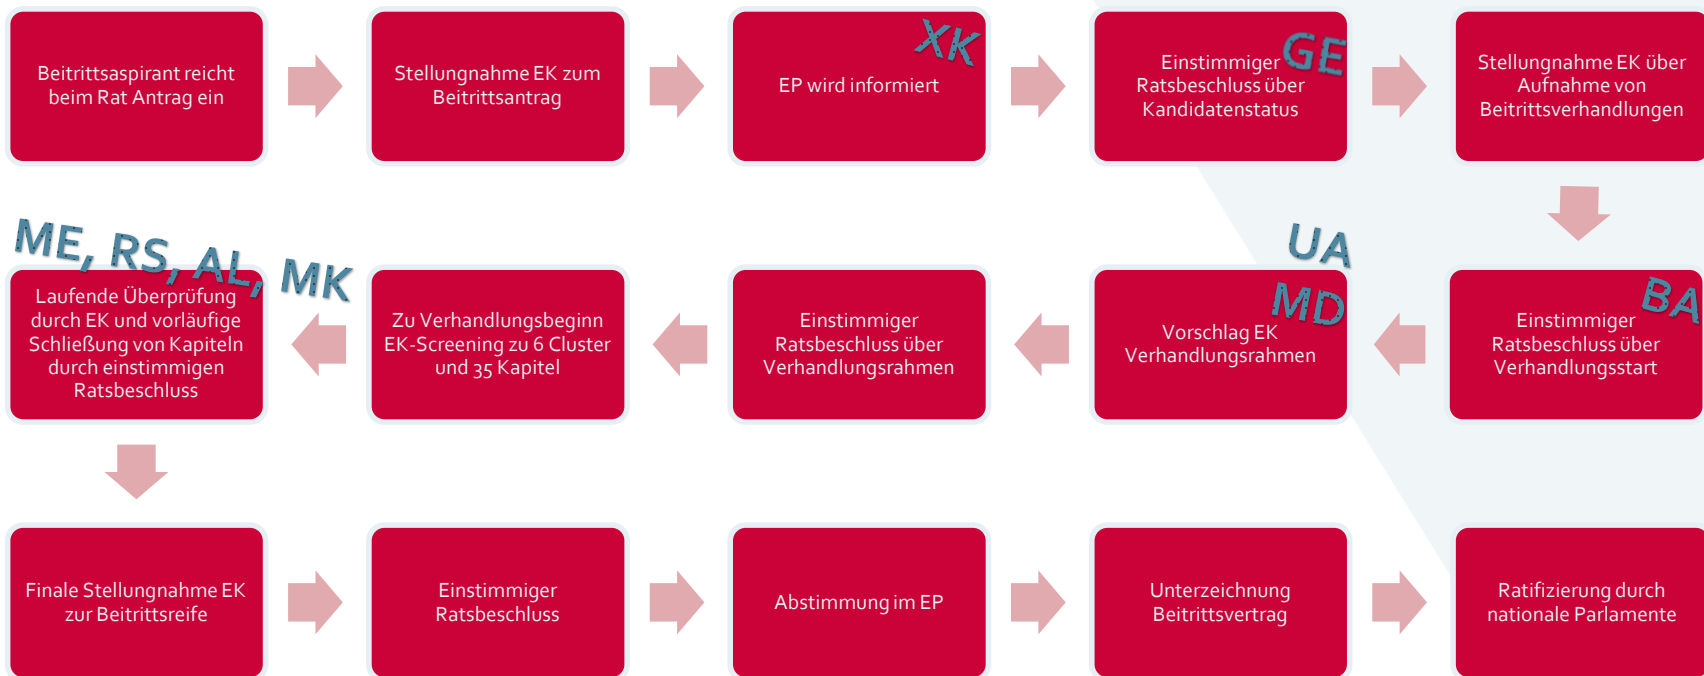 Beitrittsaspirant reicht
beim Rat Antrag ein
Stellungnahme EK zum
Beitrittsantrag
XK
EP wird informiert
GE
Einstimmiger
Ratsbeschluss über
Kandidatenstatus
Stellungnahme EK über
Aufnahme von
Beitrittsverhandlungen
BA
Einstimmiger
Ratsbeschluss über
Verhandlungsstart
UA
MD
Vorschlag EK
Verhandlungsrahmen
Einstimmiger
Ratsbeschluss über
Verhandlungsrahmen
Zu Verhandlungsbeginn
EK-Screening zu 6 Cluster
und 35 Kapitel
ME, RS, AL, MK
Laufende Überprüfung
durch EK und vorläufige
Schließung von Kapiteln
durch einstimmigen
Ratsbeschluss
Finale Stellungnahme EK
zur Beitrittsreife
Einstimmiger
Ratsbeschluss
Abstimmung im EP
Unterzeichnung
Beitrittsvertrag
Ratifizierung durch
nationale Parlamente